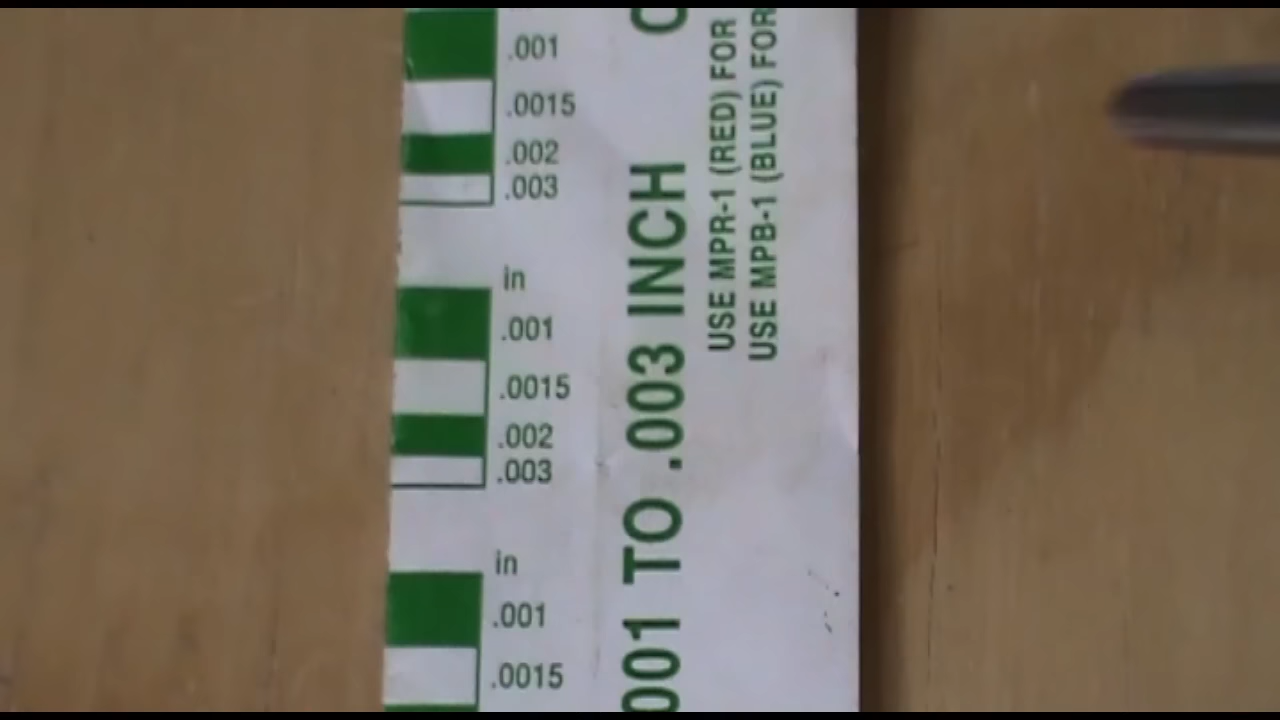 .001
.0015
.002
.003
in
.001
.0015
.002
.003
in
.001
.0015
001 TO .003 INCH
USE MPR-1 (RED) FOR
USE MPB-1 (BLUE) FOR